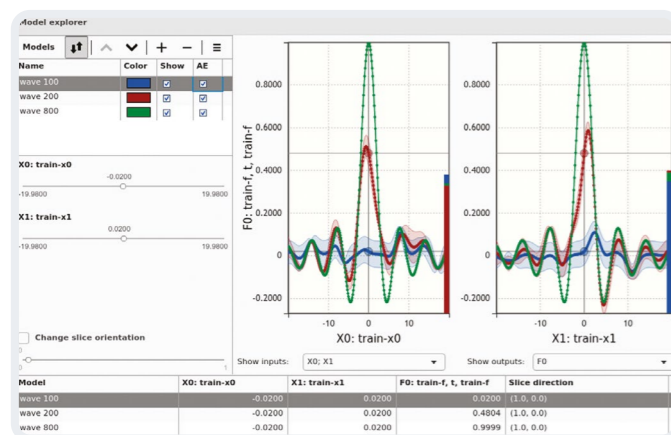 Model explorer
Models
Name Color Show AE
wave 100
wave 200
wave 800
X0: train-x0
-0.0200
-19.9800 19.9800
X1: train-x1
0.0200
-19.9800 19.9800
Change slice orientation
0
1
F0: train-f, t, train-f
0.8000
0.6000
0.4000
0.2000
0
-0.2000
-10 0 10
X0: train-x0
0.8000
0.6000
0.4000
0.2000
0
-0.2000
-10 0 10
X1: train-x1
Show inputs: X0; X1 Show outputs: F0
Model X0: train-x0 X1: train-x1 F0: train-f, t, train-f Slice direction
wave 100 -0.0200 0.0200 0.0200 (1.0, 0.0)
wave 200 -0.0200 0.0200 0.4804 (1.0, 0.0)
wave 800 -0.0200 0.0200 0.9999 (1.0, 0.0)